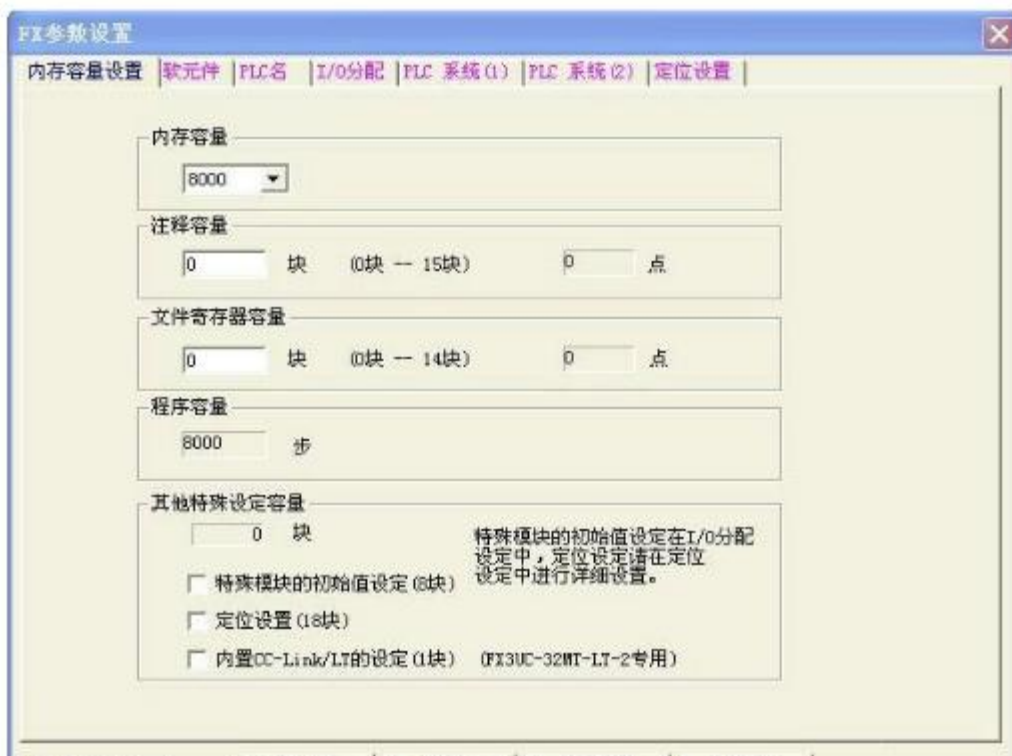 FX参数设置
内存容量设置 软元件 PLC名 I/O分配 PLC 系统(1) PLC 系统(2) 定位设置
内存容量
8000
注释容量
0 块 (0块 -- 15块) 0 点
文件寄存器容量
0 块 (0块 -- 14块) 0 点
程序容量
8000 步
其他特殊设定容量
0 块
特殊模块的初始值设定在I/O分配
设定中,定位设定请在定位
设定中进行详细设置。
特殊模块的初始值设定(8块)
定位设置(18块)
内置CC-Link/LT的设定(1块) (FX3UC-32MT-LT-2专用)